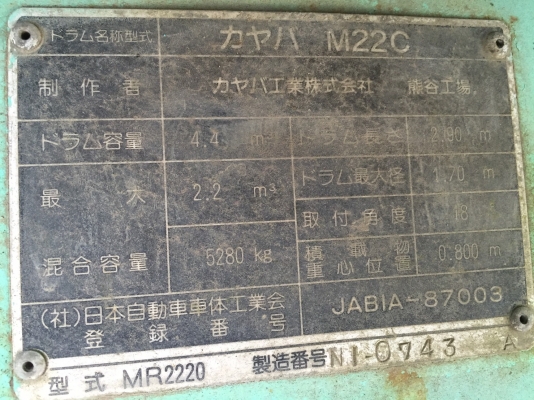 ドラム名称型式 カヤバ M22C
制作者 カヤバ工業株式会社 熊谷工場
ドラム容量 4.4 m³ ドラム長さ m
最大 2.2 m³ ドラム最大径 1.70 m
取付角度 18
混合容量 5280 kg 積載物重心位置 0.800 m
(社)日本自動車車体工業会
登録番号 JABIA-87003
型式 MR2220 製造番号 N1-0743 A